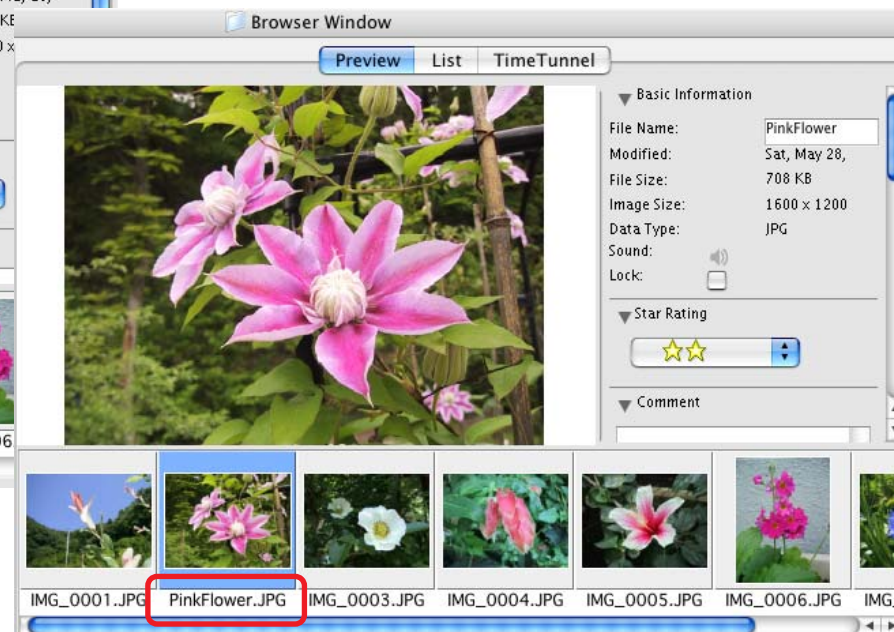 KB
Browser Window
Preview List TimeTunnel
Basic Information
File Name: PinkFlower
Modified: Sat, May 28,
File Size: 708 KB
Image Size: 1600 x 1200
Data Type: JPG
Sound:
Lock:
Star Rating
Comment
IMG_0001.JPG PinkFlower.JPG IMG_0003.JPG IMG_0004.JPG IMG_0005.JPG IMG_0006.JPG IMG_